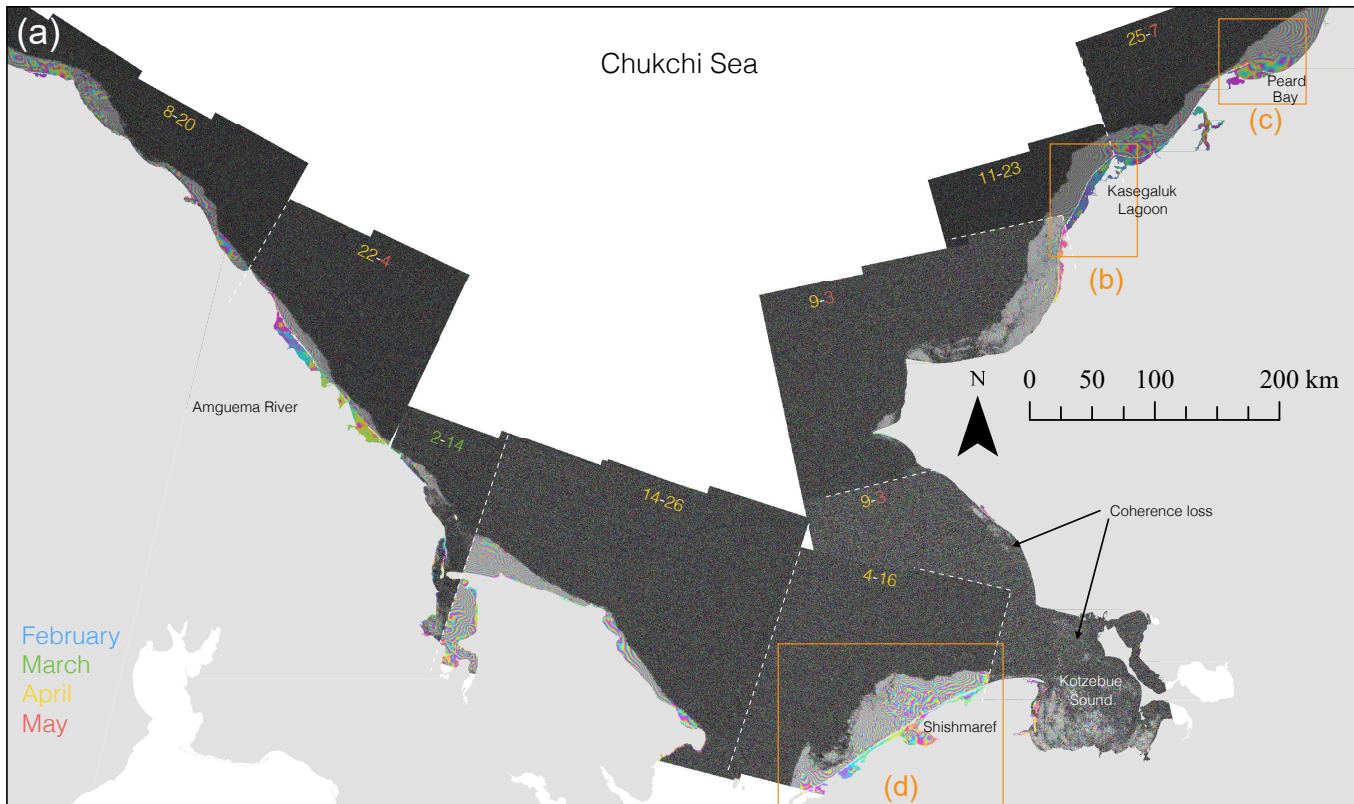 (a)
Chukchi Sea
25-7
Peard
Bay
(c)
8-20
11-23
Kasegaluk
Lagoon
(b)
22-4
9-3
N
0 50 100 200 km
Amguema River
2-14
14-26
9-3
Coherence loss
4-16
February
March
April
May
Kotzebue
Sound
Shishmaref
(d)